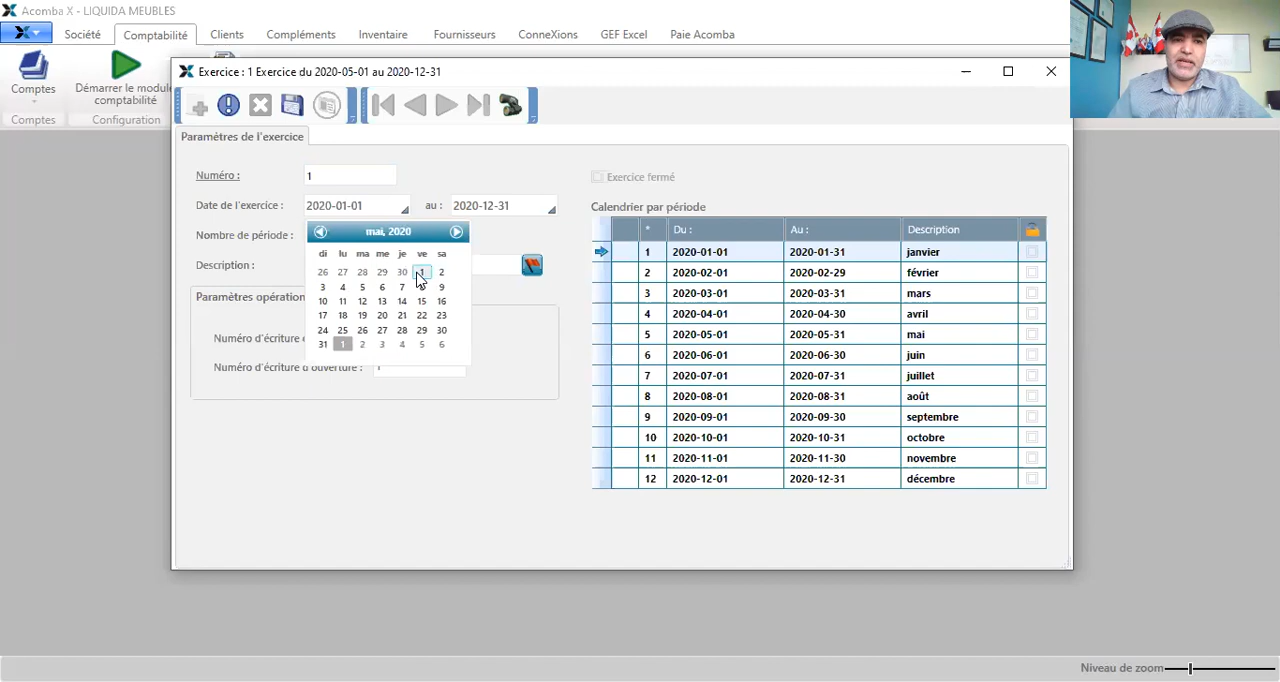 Acomba X - LIQUIDA MEUBLES
Société Comptabilité Clients Compléments Inventaire Fournisseurs ConneXions GEF Excel Paie Acomba
Comptes
Démarrer le modul
comptabilité
Comptes Configuration
Exercice : 1 Exercice du 2020-05-01 au 2020-12-31
Paramètres de l'exercice
Numéro : 1
Exercice fermé
Date de l'exercice : 2020-01-01 au : 2020-12-31
Calendrier par période
Nombre de période :
Description :
Paramètres opération
Numéro d'écriture
Numéro d'écriture d'ouverture : 1
mai, 2020
di lu ma me je ve sa
26 27 28 29 30 1 2
3 4 5 6 7 8 9
10 11 12 13 14 15 16
17 18 19 20 21 22 23
24 25 26 27 28 29 30
31 1 2 3 4 5 6
* Du : Au : Description
1 2020-01-01 2020-01-31 janvier
2 2020-02-01 2020-02-29 février
3 2020-03-01 2020-03-31 mars
4 2020-04-01 2020-04-30 avril
5 2020-05-01 2020-05-31 mai
6 2020-06-01 2020-06-30 juin
7 2020-07-01 2020-07-31 juillet
8 2020-08-01 2020-08-31 août
9 2020-09-01 2020-09-30 septembre
10 2020-10-01 2020-10-31 octobre
11 2020-11-01 2020-11-30 novembre
12 2020-12-01 2020-12-31 décembre
Niveau de zoom